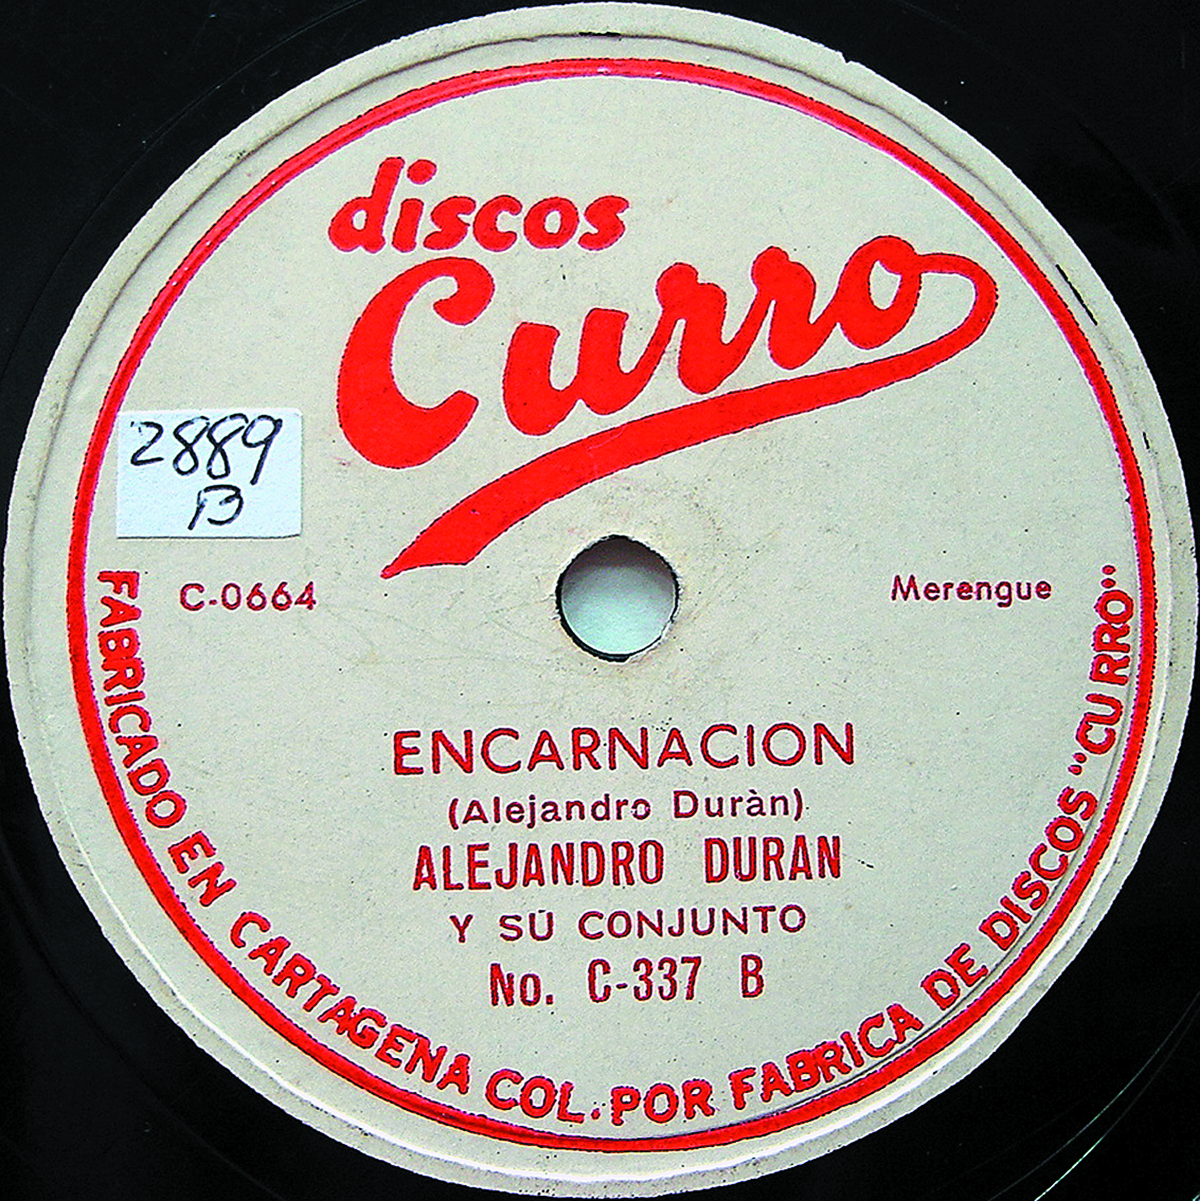 discos
Curro
2889
B
C-0664
Merengue
ENCARNACION
(Alejandro Duràn)
ALEJANDRO DURAN
Y SU CONJUNTO
No. C-337 B
FABRICADO EN CARTAGENA COL. POR FABRICA DE DISCOS "CURRO"